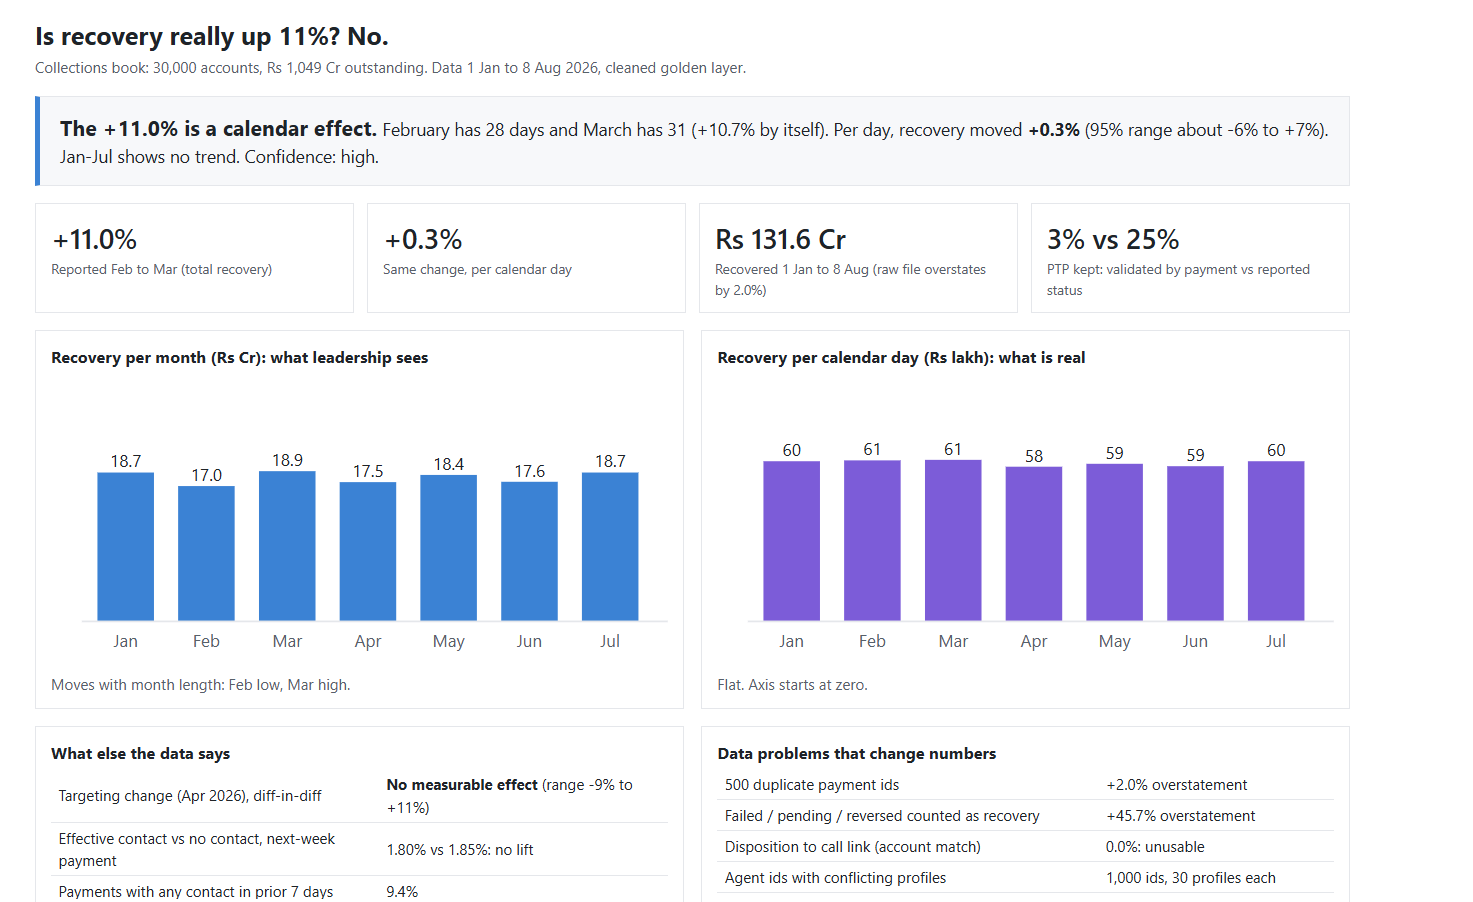 Is recovery really up 11%? No.
Collections book: 30,000 accounts, Rs 1,049 Cr outstanding. Data 1 Jan to 8 Aug 2026, cleaned golden layer.
The +11.0% is a calendar effect. February has 28 days and March has 31 (+10.7% by itself). Per day, recovery moved +0.3% (95% range about -6% to +7%).
Jan-Jul shows no trend. Confidence: high.
+11.0%
Reported Feb to Mar (total recovery)
+0.3%
Same change, per calendar day
Rs 131.6 Cr
Recovered 1 Jan to 8 Aug (raw file overstates
by 2.0%)
3% vs 25%
PTP kept: validated by payment vs reported
status
Recovery per month (Rs Cr): what leadership sees
18.7
17.0
18.9
17.5
18.4
17.6
18.7
Jan
Feb
Mar
Apr
May
Jun
Jul
Moves with month length: Feb low, Mar high.
Recovery per calendar day (Rs lakh): what is real
60
61
61
58
59
59
60
Jan
Feb
Mar
Apr
May
Jun
Jul
Flat. Axis starts at zero.
What else the data says
Targeting change (Apr 2026), diff-in-diff
No measurable effect (range -9% to
+11%)
Effective contact vs no contact, next-week
payment
1.80% vs 1.85%: no lift
Payments with any contact in prior 7 days
9.4%
Data problems that change numbers
500 duplicate payment ids
+2.0% overstatement
Failed / pending / reversed counted as recovery
+45.7% overstatement
Disposition to call link (account match)
0.0%: unusable
Agent ids with conflicting profiles
1,000 ids, 30 profiles each